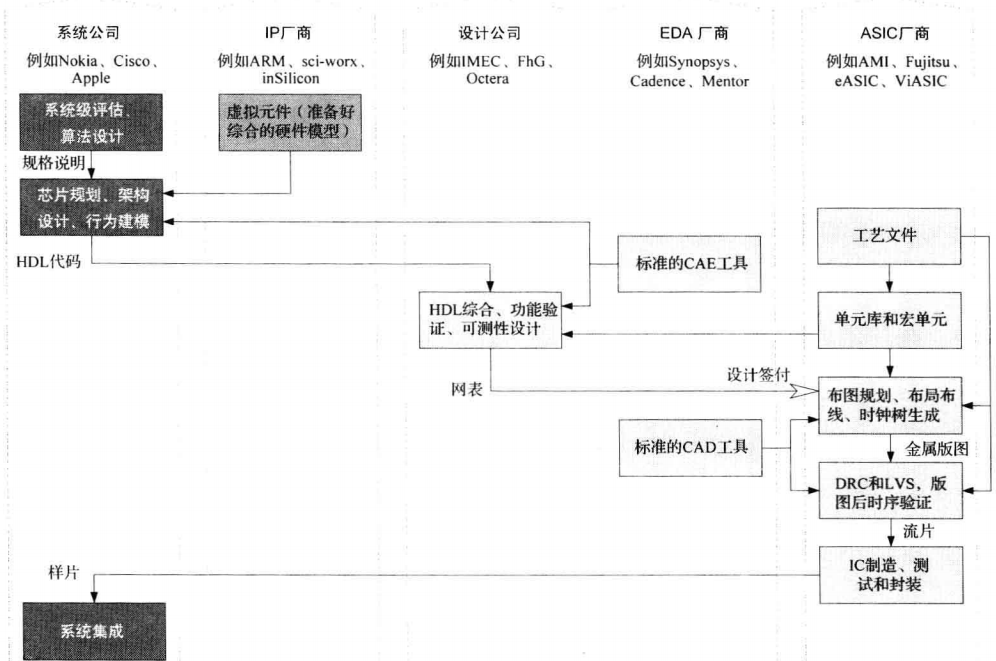 系统公司
例如Nokia、Cisco、
Apple
IP厂商
例如ARM、sci-worx、
inSilicon
设计公司
例如IMEC、FhG、
Octera
EDA 厂商
例如Synopsys、
Cadence、Mentor
ASIC厂商
例如AMI、Fujitsu、
eASIC、ViASIC
系统级评估、
算法设计
虚拟元件（准备好
综合的硬件模型）
规格说明
芯片规划、架构
设计、行为建模
HDL代码
标准的CAE工具
工艺文件
HDL综合、功能验
证、可测性设计
单元库和宏单元
网表
设计签付
布图规划、布局布
线、时钟树生成
标准的CAD工具
金属版图
DRC和LVS，版
图后时序验证
流片
样片
IC制造、测
试和封装
系统集成